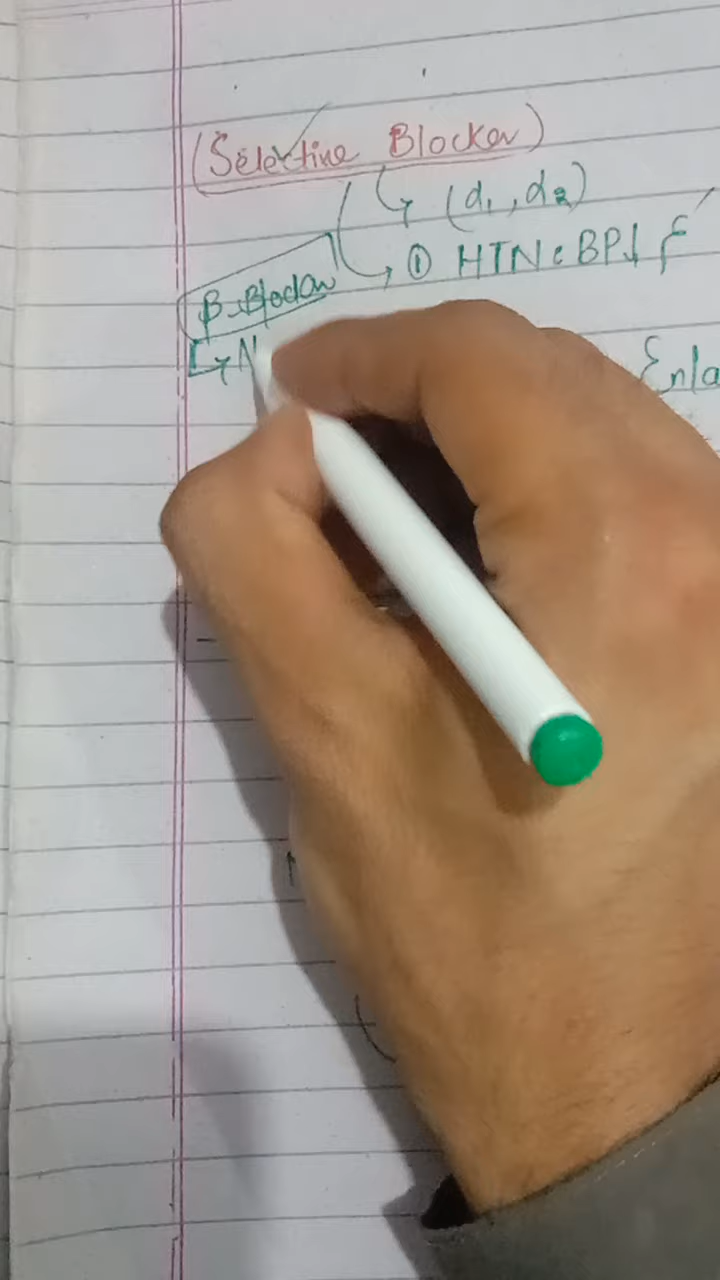 (Selective Blocker)
↳ (α₁, α₂)
→ ① HTN c BP↓ {
β-Blocker
↳ N
Enla